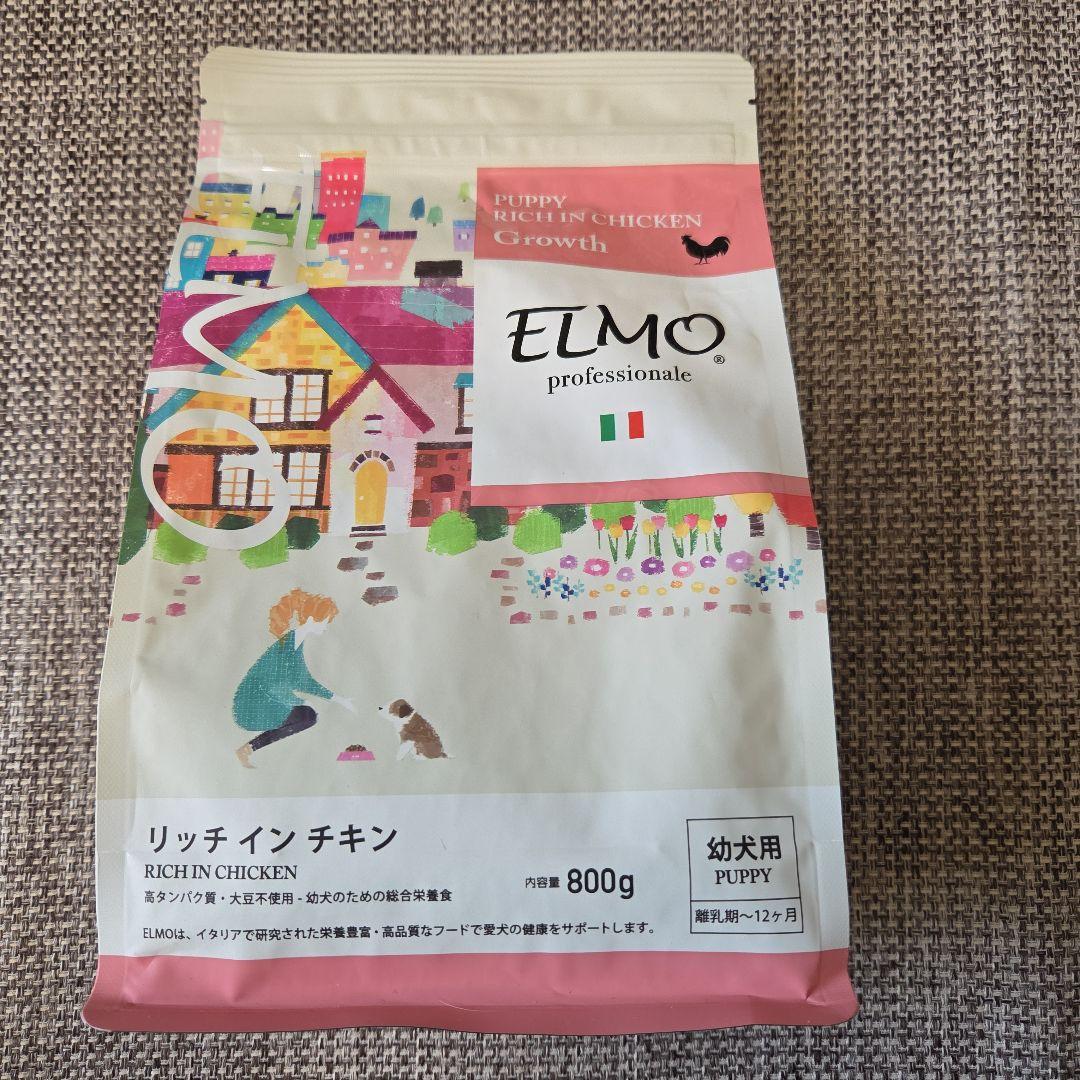 PUPPY
RICH IN CHICKEN
Growth
ELMO
ELMO®
professionale
リッチ イン チキン
RICH IN CHICKEN
高タンパク質・大豆不使用 - 幼犬のための総合栄養食
内容量 800g
幼犬用
PUPPY
離乳期〜12ヶ月
ELMOは、イタリアで研究された栄養豊富・高品質なフードで愛犬の健康をサポートします。